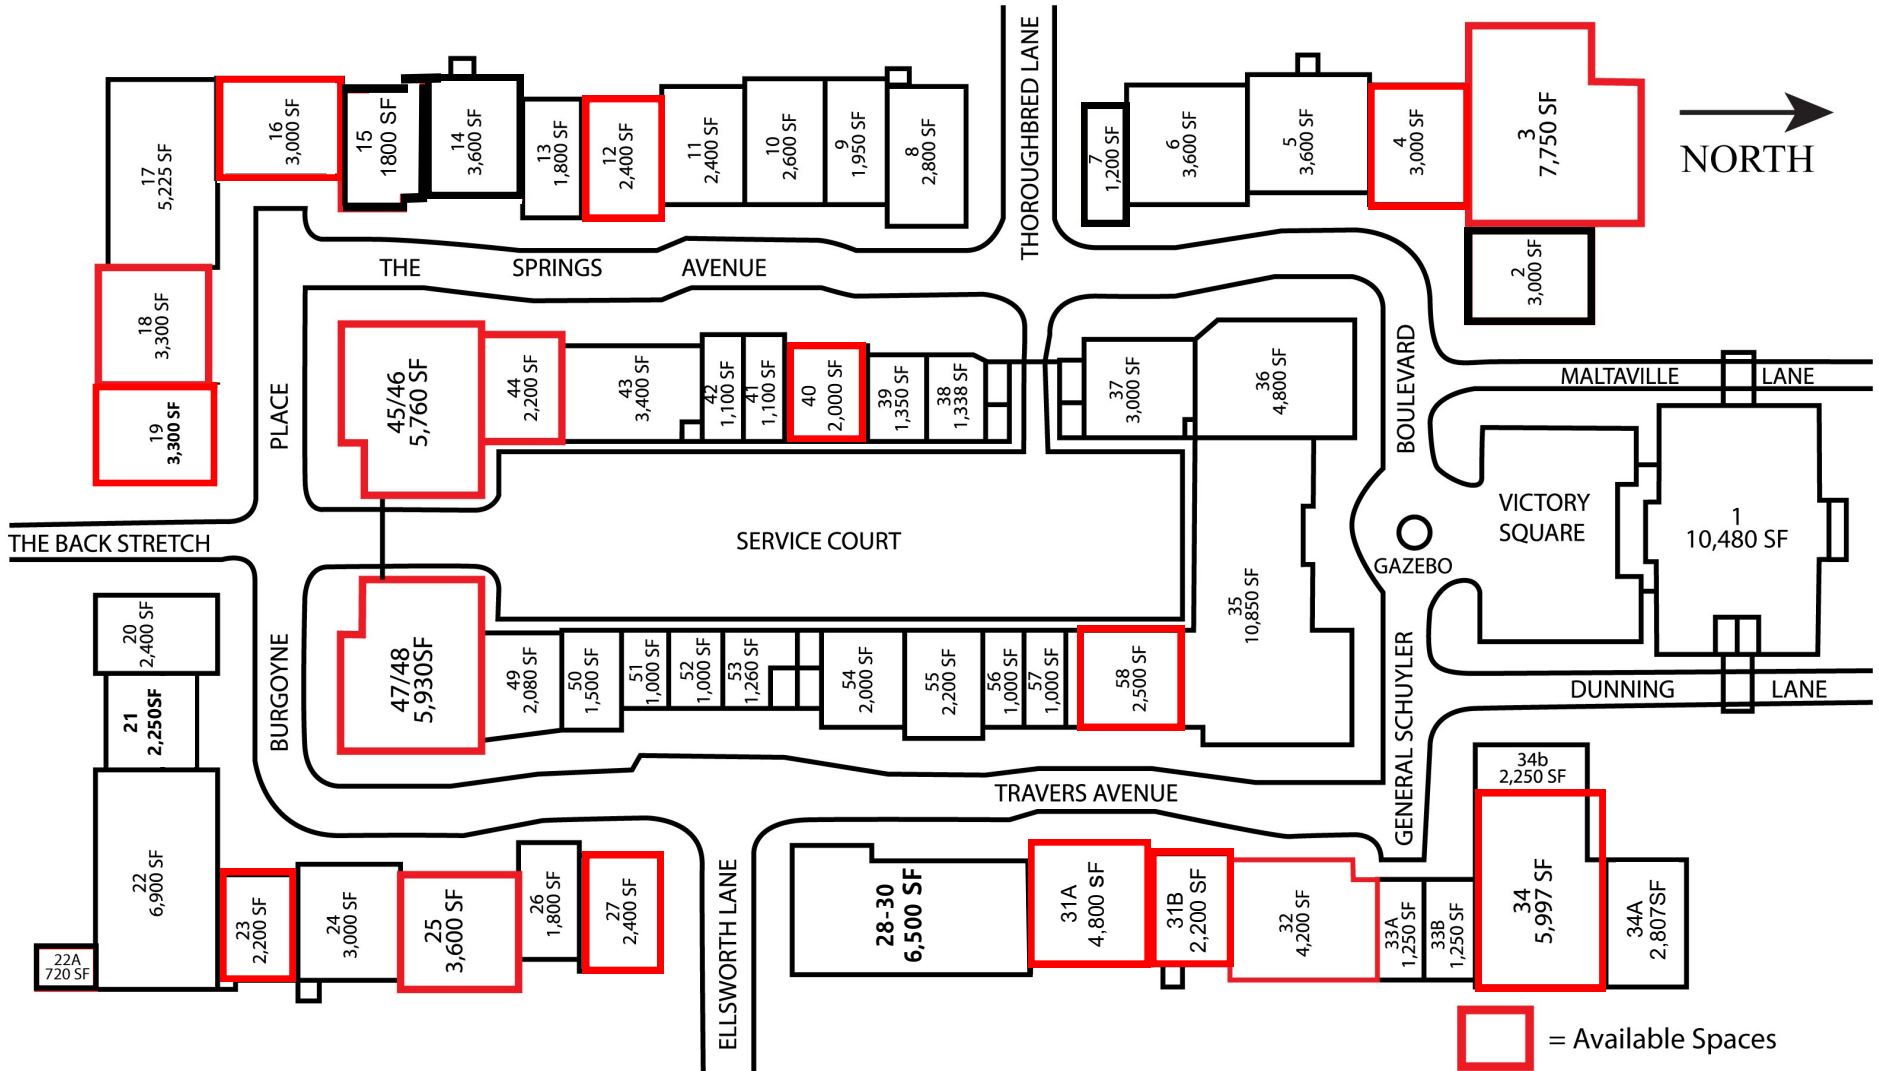 17
5,225 SF
16
3,000 SF
15
1800 SF
14
3,600 SF
13
1,800 SF
12
2,400 SF
11
2,400 SF
10
2,600 SF
9
1,950 SF
8
2,800 SF
THOROUGHBRED LANE
7
1,200 SF
6
3,600 SF
5
3,600 SF
4
3,000 SF
3
7,750 SF
NORTH
2
3,000 SF
THE SPRINGS AVENUE
18
3,300 SF
19
3,300 SF
BURGOYNE PLACE
45/46
5,760 SF
44
2,200 SF
43
3,400 SF
42
1,100 SF
41
1,100 SF
40
2,000 SF
39
1,350 SF
38
1,338 SF
37
3,000 SF
36
4,800 SF
GENERAL SCHUYLER BOULEVARD
MALTAVILLE LANE
THE BACK STRETCH
SERVICE COURT
GAZEBO
VICTORY
SQUARE
1
10,480 SF
35
10,850 SF
20
2,400 SF
21
2,250SF
47/48
5,930SF
49
2,080 SF
50
1,500 SF
51
1,000 SF
52
1,000 SF
53
1,260 SF
54
2,000 SF
55
2,200 SF
56
1,000 SF
57
1,000 SF
58
2,500 SF
DUNNING LANE
TRAVERS AVENUE
22
6,900 SF
22A
720 SF
23
2,200 SF
24
3,000 SF
25
3,600 SF
26
1,800 SF
27
2,400 SF
ELLSWORTH LANE
28-30
6,500 SF
31A
4,800 SF
31B
2,200 SF
32
4,200 SF
33A
1,250 SF
33B
1,250 SF
34b
2,250 SF
34
5,997 SF
34A
2,807SF
= Available Spaces